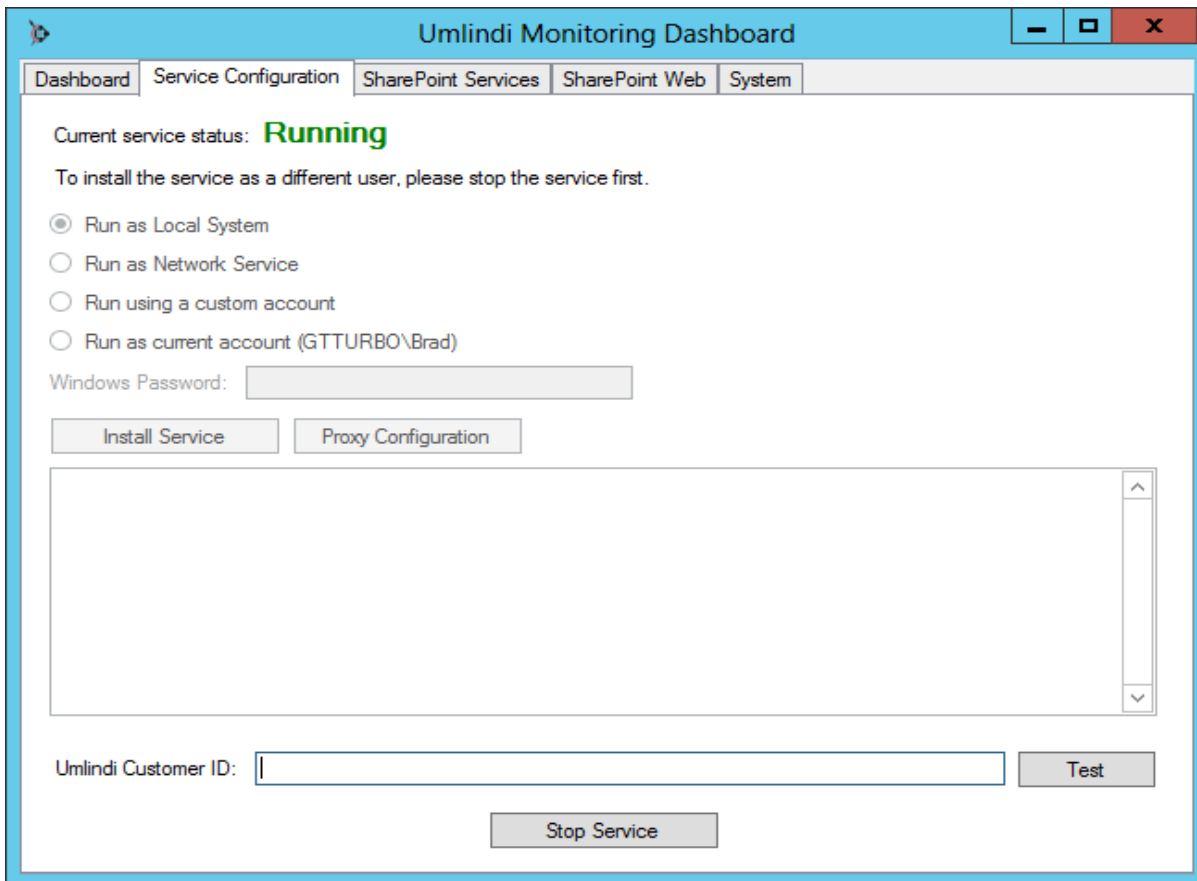 Umlindi Monitoring Dashboard
Dashboard Service Configuration SharePoint Services SharePoint Web System
Current service status: Running
To install the service as a different user, please stop the service first.
Run as Local System
Run as Network Service
Run using a custom account
Run as current account (GTTURBO\Brad)
Windows Password:
Install Service Proxy Configuration
Umlindi Customer ID: Test
Stop Service